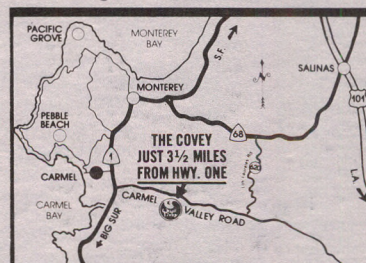 PACIFIC
GROVE
MONTEREY
BAY
S.F.
SALINAS
MONTEREY
101
PEBBLE
BEACH
68
THE COVEY
JUST 3½ MILES
FROM HWY. ONE
1
L.A.
CARMEL
CARMEL
BAY
CARMEL VALLEY ROAD
BIG SUR